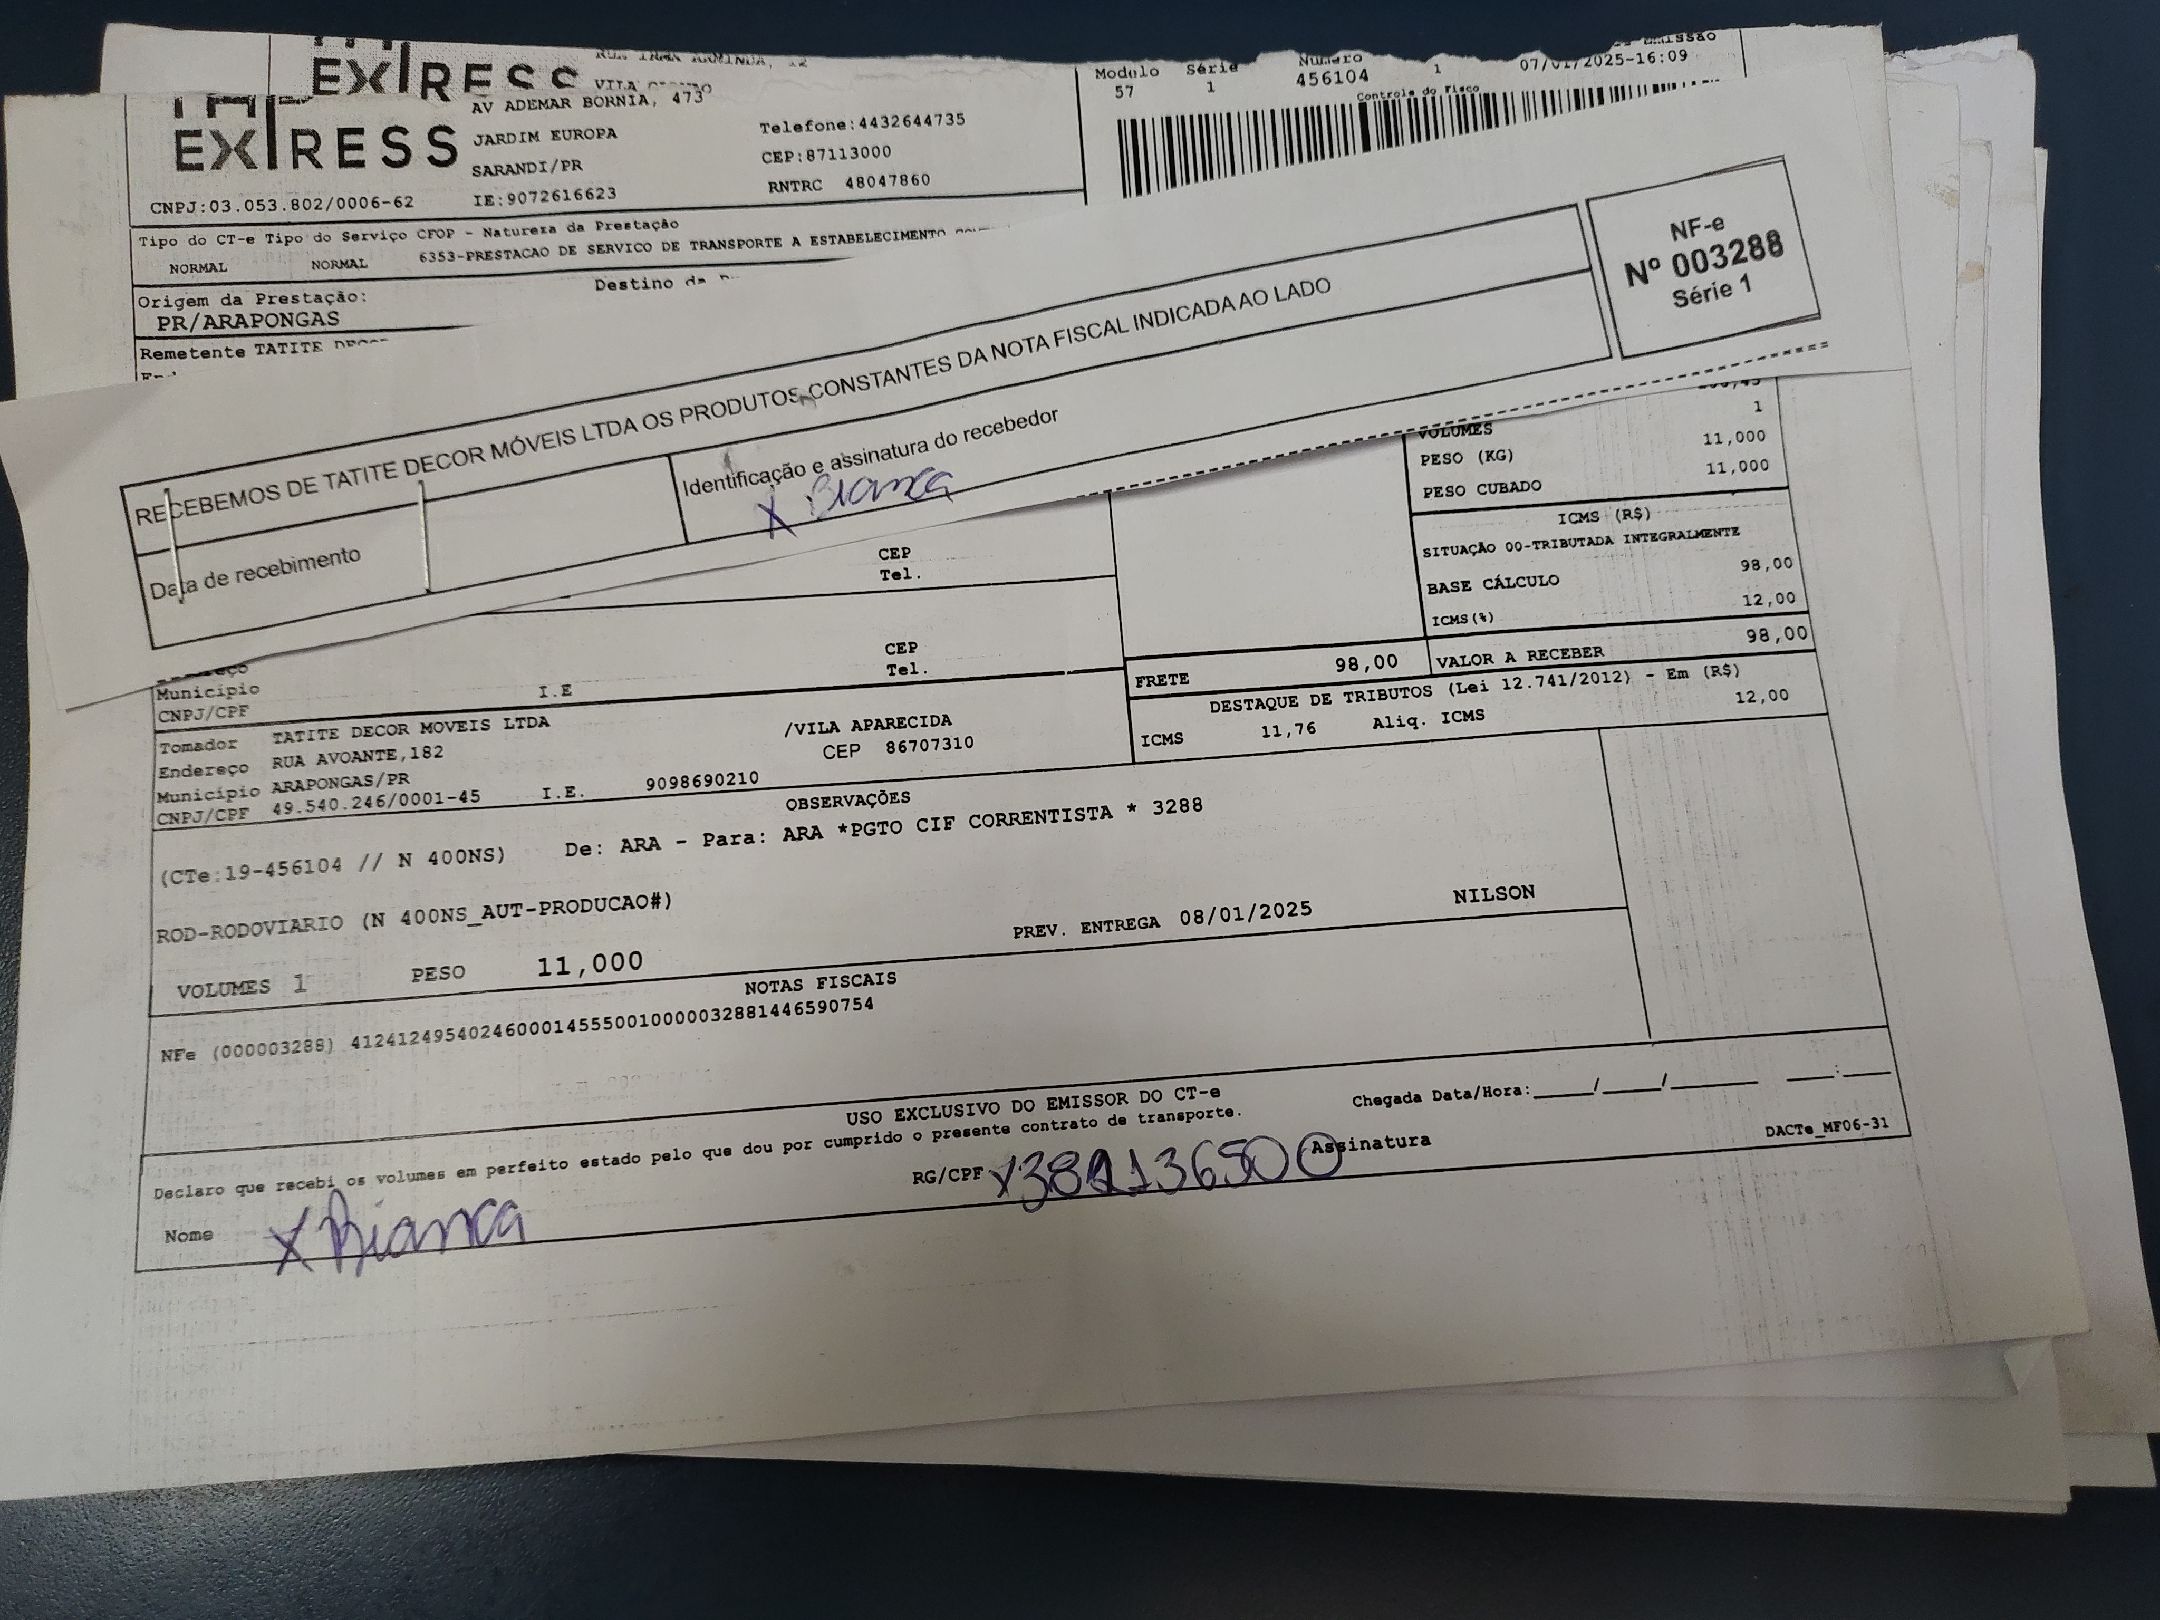 EXPRESS
AV ADEMAR BORNIA, 473
JARDIM EUROPA
SARANDI/PR
IE:9072616623
Telefone:4432644735
CEP:87113000
RNTRC 48047860
CNPJ:03.053.802/0006-62
EXPRESS
Modulo Série Número
57 1 456104 1 07/01/2025-16:09
Controle do Fisco
Tipo do CT-e Tipo do Serviço CFOP - Natureza da Prestação
NORMAL NORMAL 6353-PRESTACAO DE SERVICO DE TRANSPORTE A ESTABELECIMENTO
Origem da Prestação:
PR/ARAPONGAS
Destino da
Remetente TATITE
RECEBEMOS DE TATITE DECOR MÓVEIS LTDA OS PRODUTOS CONSTANTES DA NOTA FISCAL INDICADA AO LADO
Data de recebimento
Identificação e assinatura do recebedor
X Bianca
NF-e
Nº 003288
Série 1
VOLUMES 1
PESO (KG) 11,000
PESO CUBADO 11,000
ICMS (R$)
SITUAÇÃO 00-TRIBUTADA INTEGRALMENTE
BASE CÁLCULO 98,00
ICMS(%) 12,00
CEP
Tel.
CEP
Tel.
Município I.E
CNPJ/CPF
FRETE 98,00 VALOR A RECEBER 98,00
DESTAQUE DE TRIBUTOS (Lei 12.741/2012) - Em (R$)
ICMS 11,76 Aliq. ICMS 12,00
Tomador TATITE DECOR MOVEIS LTDA
Endereço RUA AVOANTE,182 /VILA APARECIDA
Município ARAPONGAS/PR CEP 86707310
CNPJ/CPF 49.540.246/0001-45 I.E. 9098690210
OBSERVAÇÕES
(CTe:19-456104 // N 400NS) De: ARA - Para: ARA *PGTO CIF CORRENTISTA * 3288
ROD-RODOVIARIO (N 400NS_AUT-PRODUCAO#)
PREV. ENTREGA 08/01/2025 NILSON
VOLUMES 1 PESO 11,000
NOTAS FISCAIS
NFe (000003288) 41241249540246000145550010000032881446590754
USO EXCLUSIVO DO EMISSOR DO CT-e
Declaro que recebi os volumes em perfeito estado pelo que dou por cumprido o presente contrato de transporte.
Chegada Data/Hora:____/____/______ ___:___
Nome X Bianca
RG/CPF
Assinatura
DACTe_MF06-31